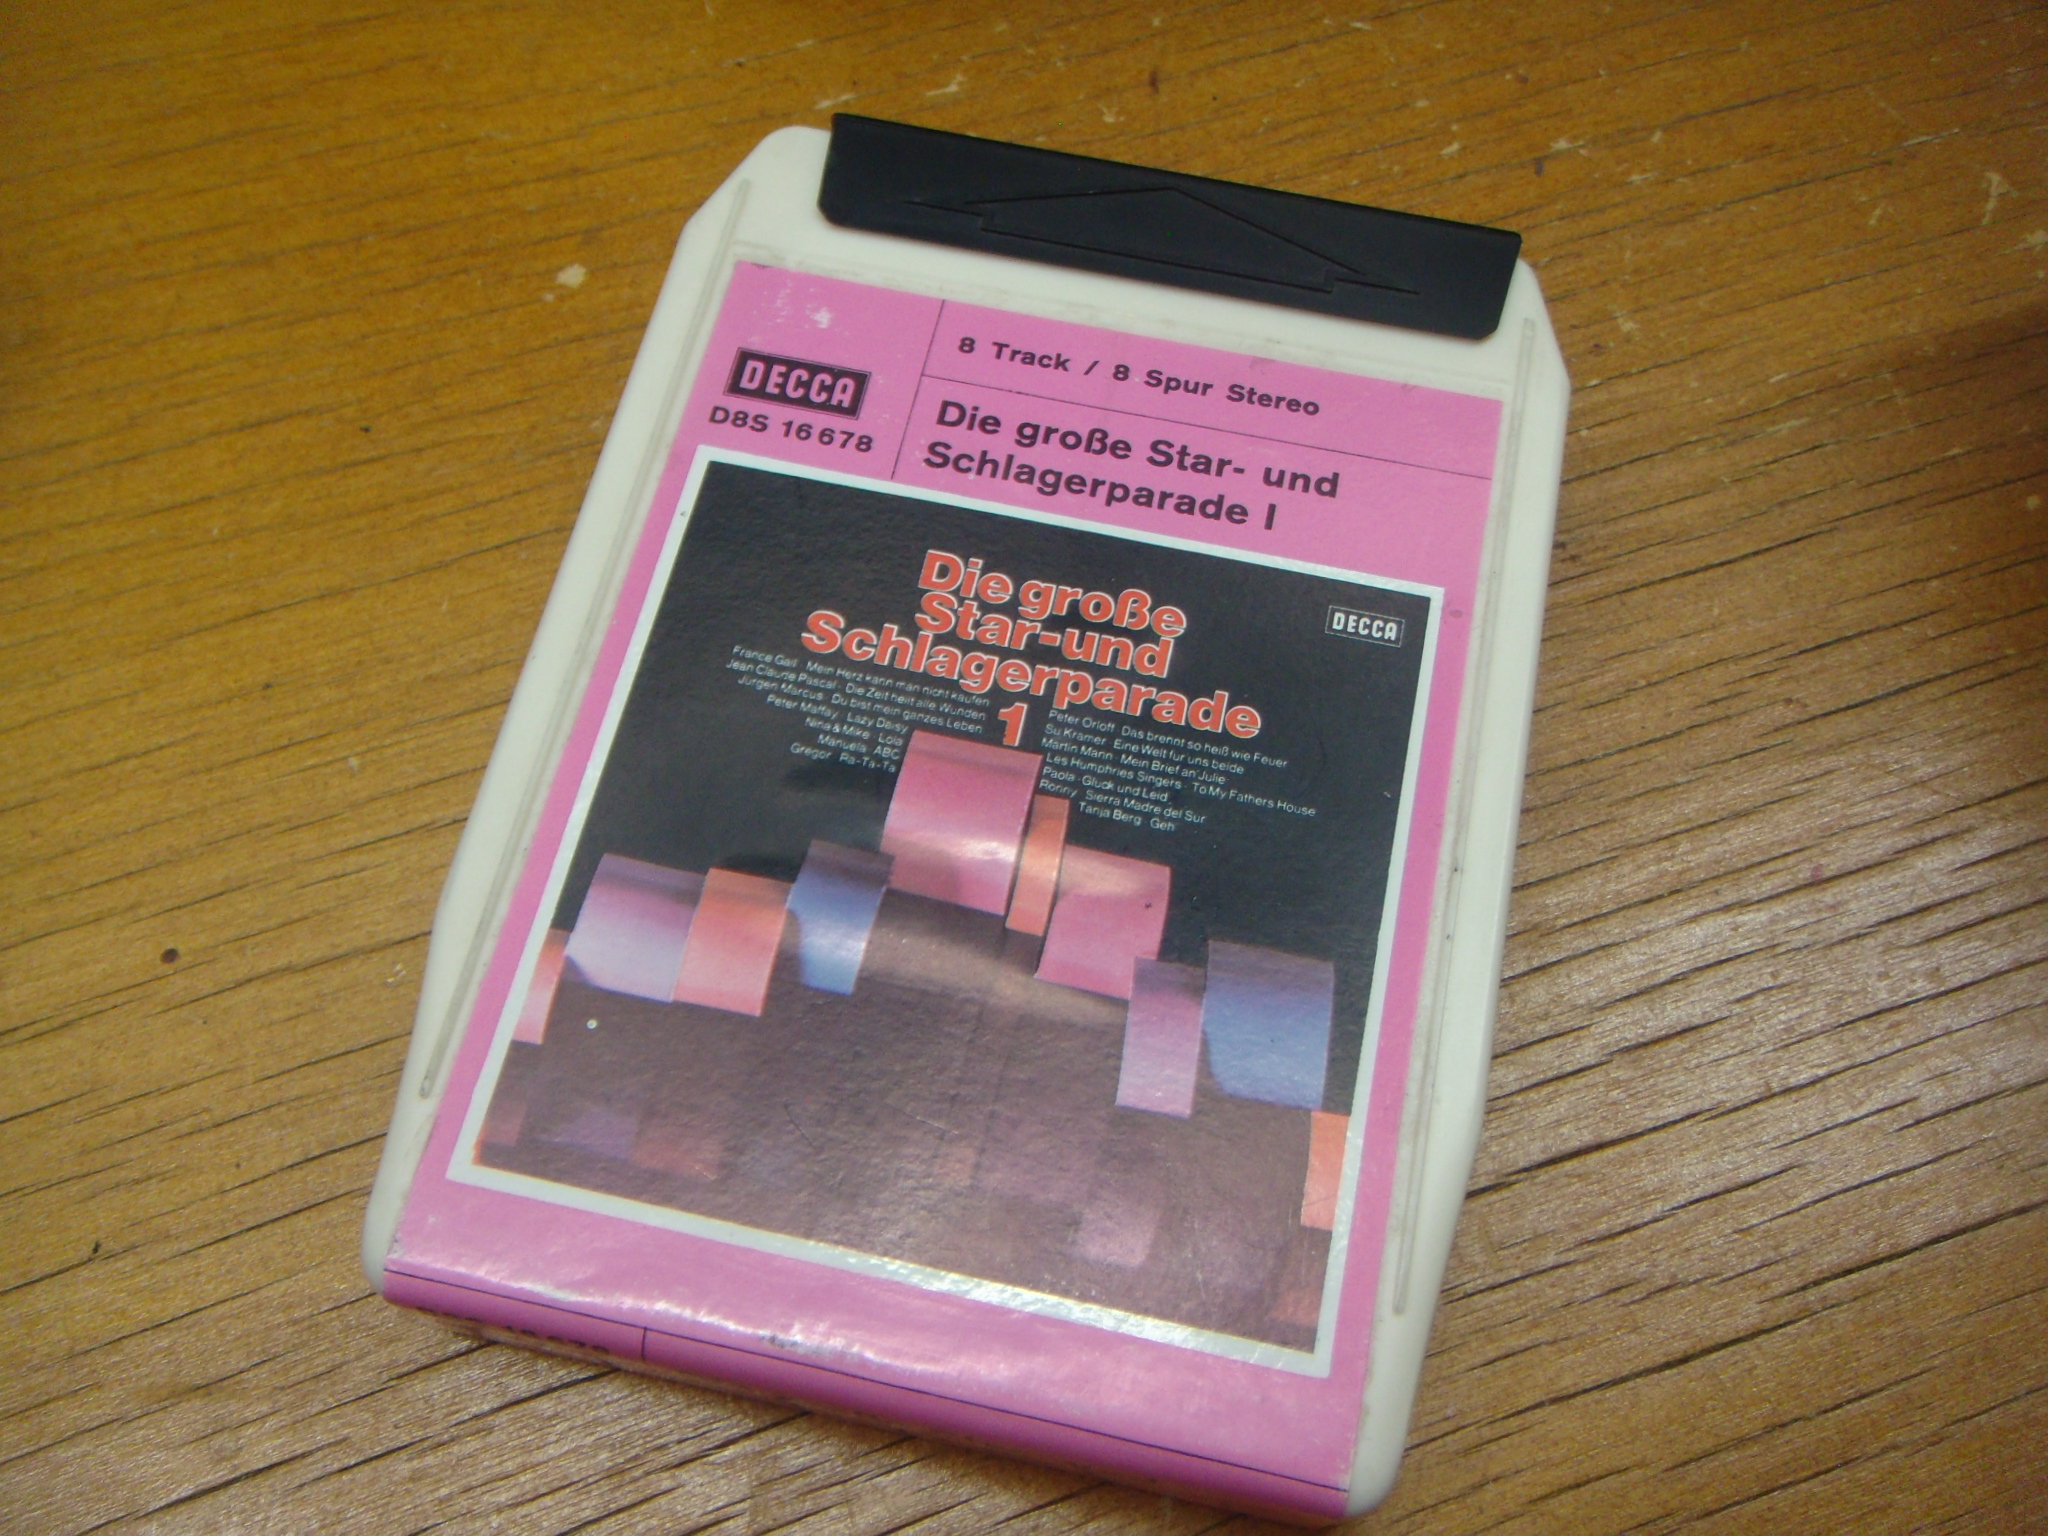 8 Track / 8 Spur Stereo
DECCA
D8S 16678
Die große Star- und
Schlagerparade I
Die große
Star-und
Schlagerparade
1
DECCA
France Gall · Mein Herz kann man nicht kaufen
Jean Claude Pascal · Die Zeit heilt alle Wunden
Jürgen Marcus · Du bist mein ganzes Leben
Peter Maffay · Lazy Daisy
Nina & Mike · Lola
Manuela · ABC
Gregor · Ra-Ta-Ta
Peter Orloff · Das brennt so heiß wie Feuer
Su Kramer · Eine Welt für uns beide
Martin Mann · Mein Brief an Julie
Les Humphries Singers · To My Fathers House
Paola · Glück und Leid
Ronny · Sierra Madre del Sur
Tanja Berg · Geh